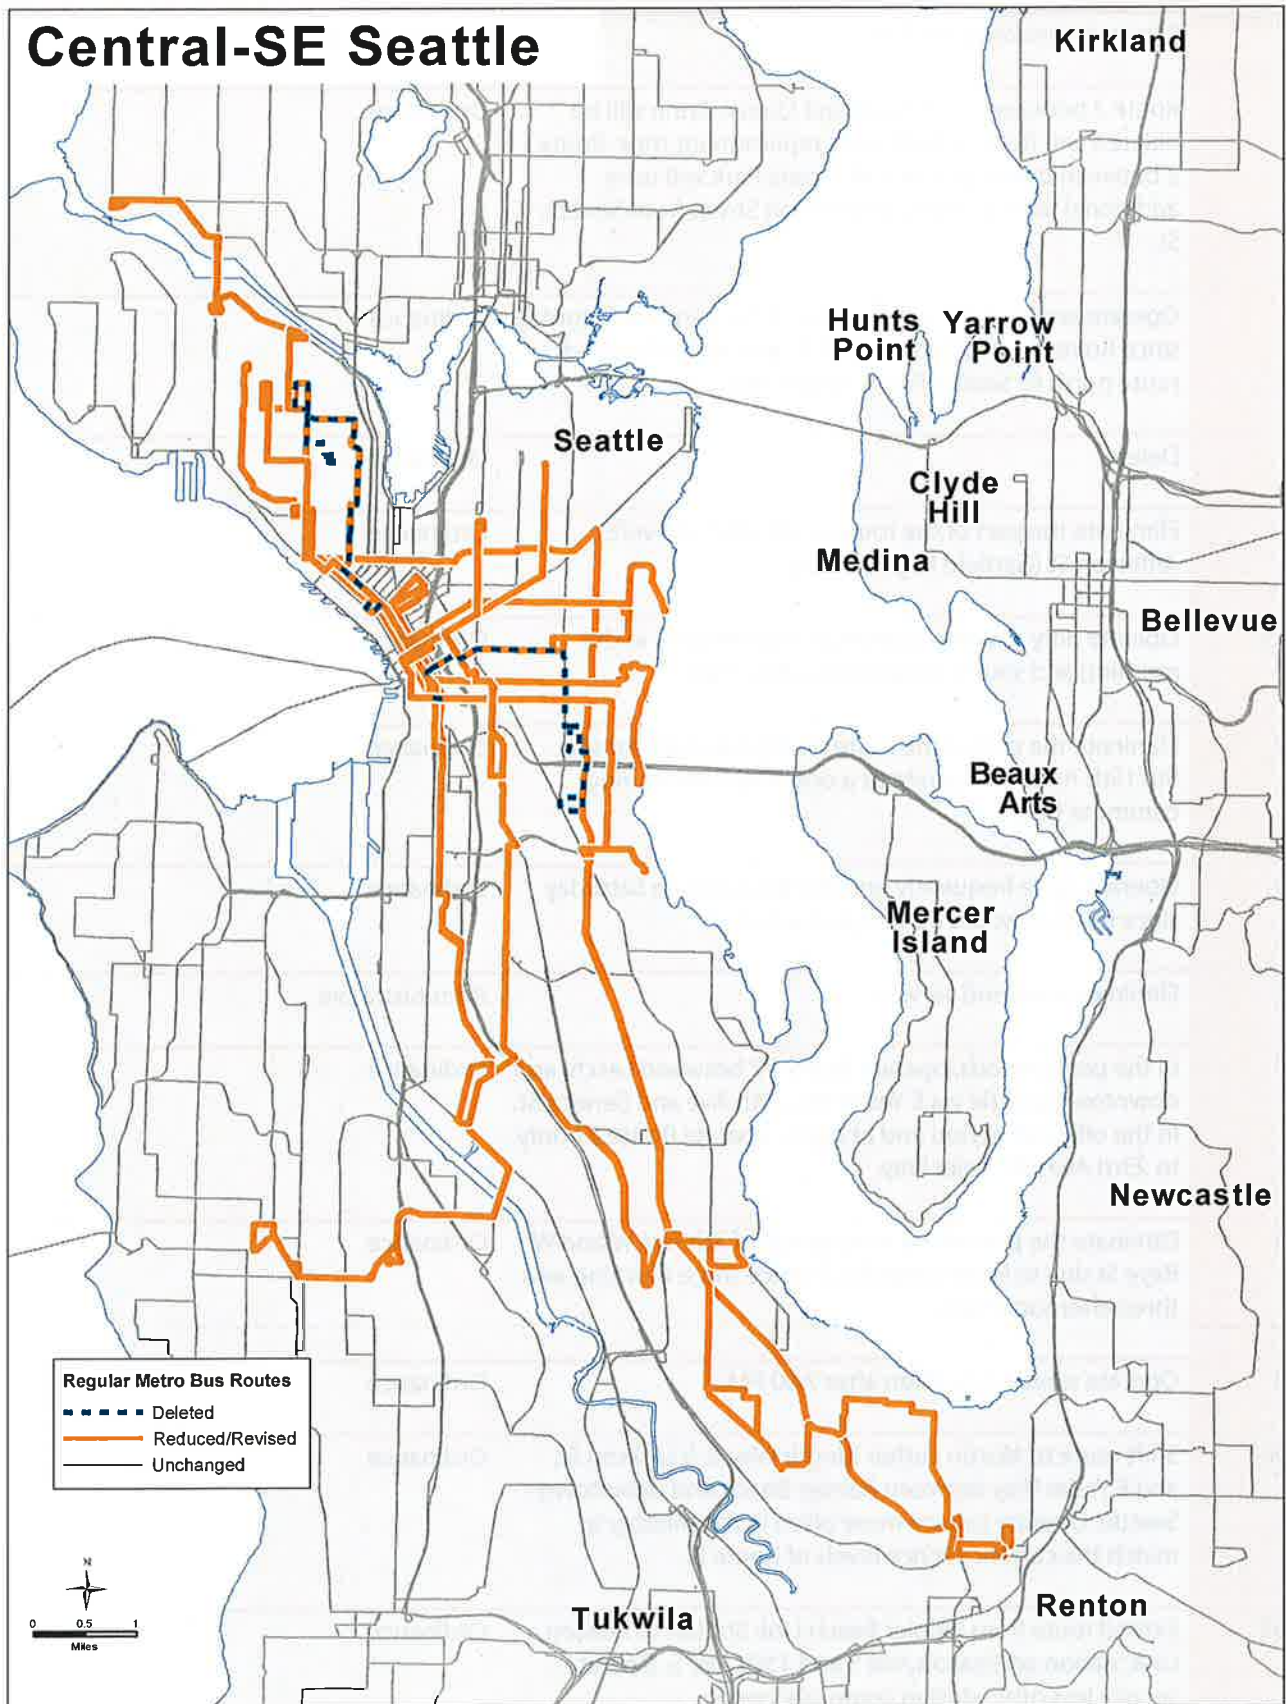 Central-SE Seattle
Kirkland
Hunts
Point
Yarrow
Point
Seattle
Clyde
Hill
Medina
Bellevue
Beaux
Arts
Mercer
Island
Newcastle
Regular Metro Bus Routes
Deleted
Reduced/Revised
Unchanged
N
0 0.5 1
Miles
Tukwila
Renton